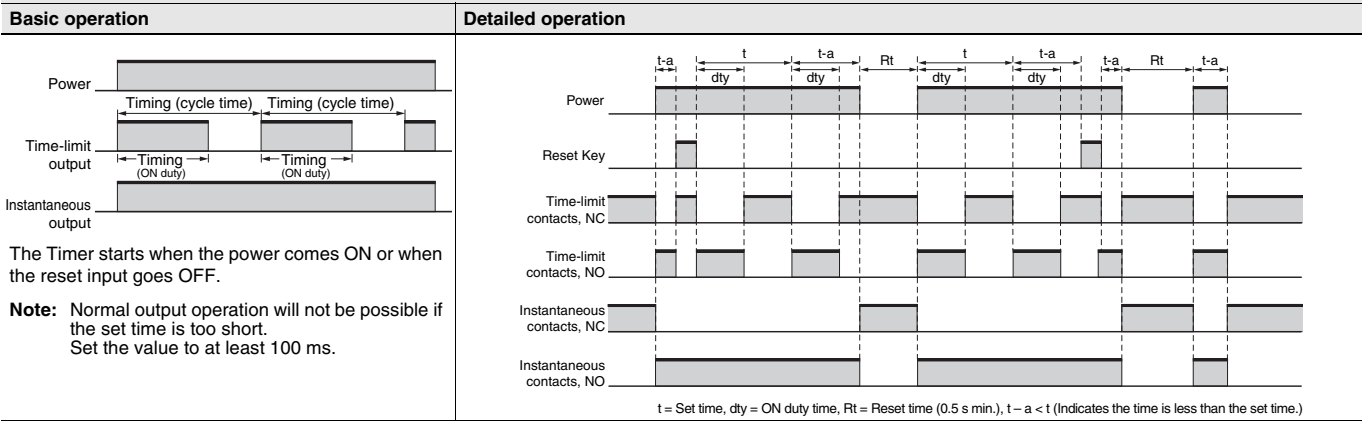 Basic operation
Power
Timing (cycle time) Timing (cycle time)
Time-limit
output
Timing
(ON duty)
Timing
(ON duty)
Instantaneous
output
The Timer starts when the power comes ON or when
the reset input goes OFF.
Note: Normal output operation will not be possible if
the set time is too short.
Set the value to at least 100 ms.
Detailed operation
t-a t t-a Rt t t-a t-a Rt t-a
dty dty dty dty
Power
Reset Key
Time-limit
contacts, NC
Time-limit
contacts, NO
Instantaneous
contacts, NC
Instantaneous
contacts, NO
t = Set time, dty = ON duty time, Rt = Reset time (0.5 s min.), t – a < t (Indicates the time is less than the set time.)